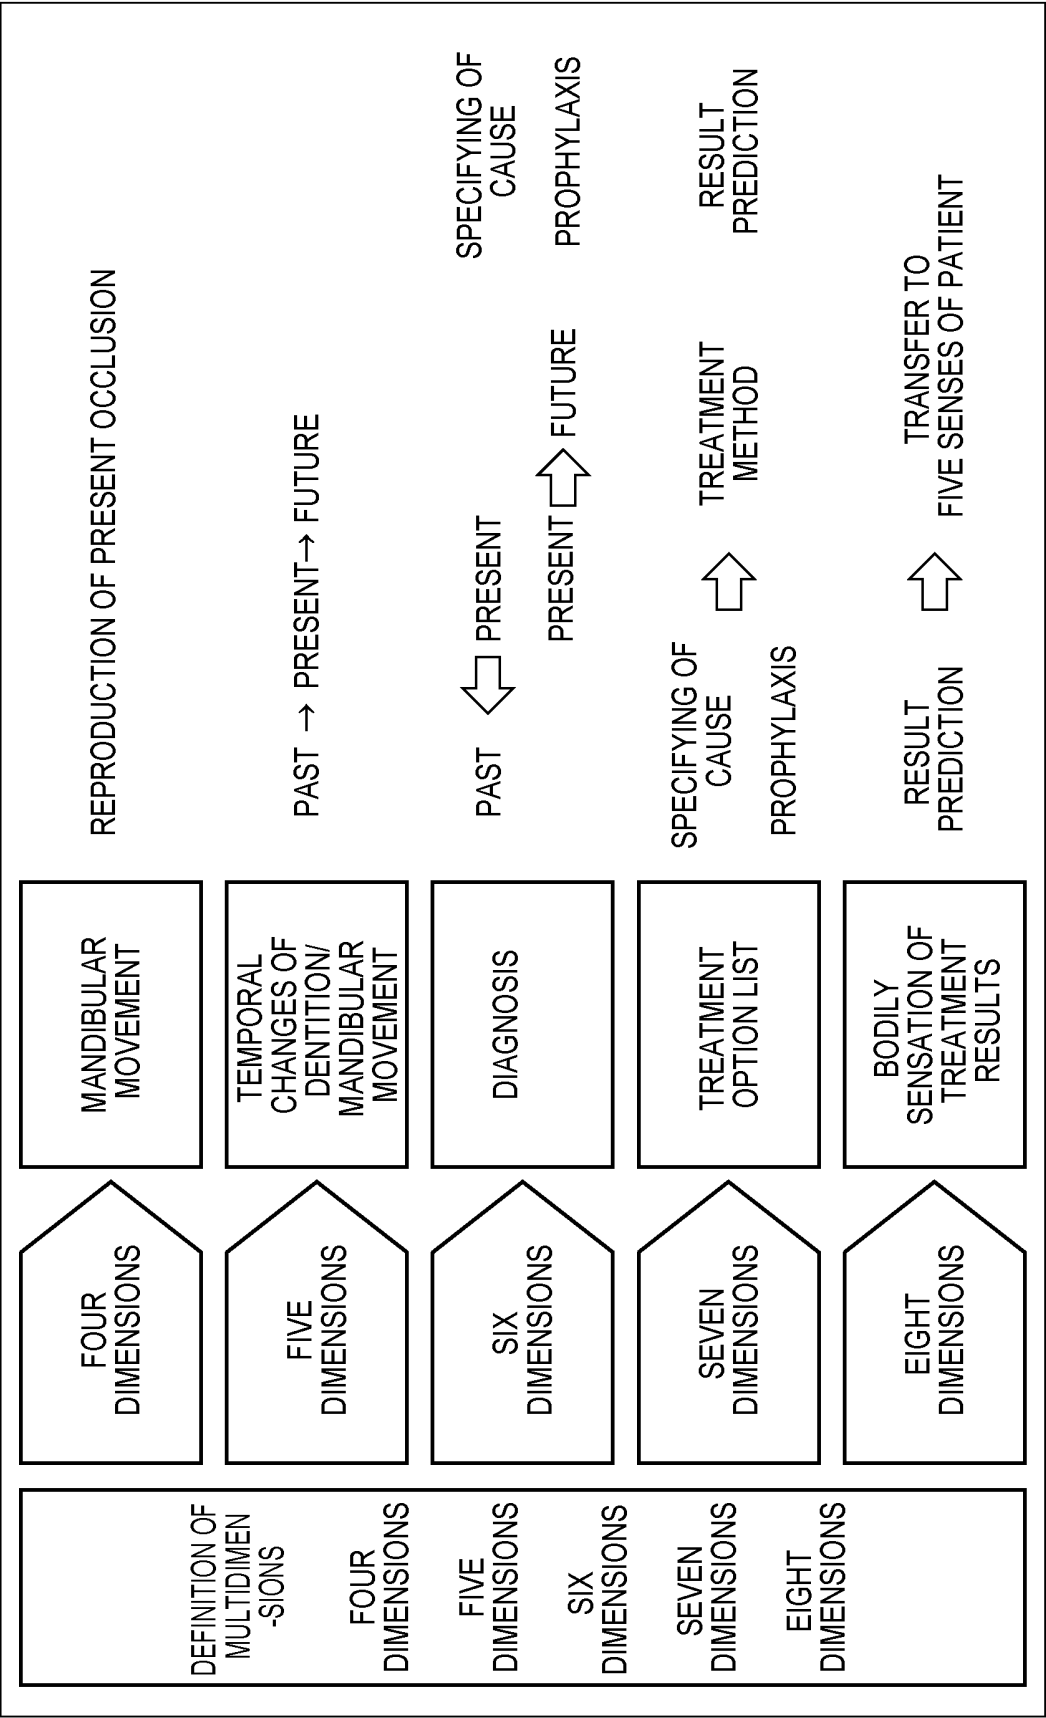 DEFINITION OF
MULTIDIMEN
-SIONS
FOUR
DIMENSIONS
FIVE
DIMENSIONS
SIX
DIMENSIONS
SEVEN
DIMENSIONS
EIGHT
DIMENSIONS
FOUR
DIMENSIONS
MANDIBULAR
MOVEMENT
REPRODUCTION OF PRESENT OCCLUSION
FIVE
DIMENSIONS
TEMPORAL
CHANGES OF
DENTITION/
MANDIBULAR
MOVEMENT
PAST → PRESENT → FUTURE
SIX
DIMENSIONS
DIAGNOSIS
PAST ⇦ PRESENT
SPECIFYING OF
CAUSE
PRESENT ⇨ FUTURE
PROPHYLAXIS
SEVEN
DIMENSIONS
TREATMENT
OPTION LIST
SPECIFYING OF
CAUSE
PROPHYLAXIS
TREATMENT
METHOD
RESULT
PREDICTION
EIGHT
DIMENSIONS
BODILY
SENSATION OF
TREATMENT
RESULTS
RESULT
PREDICTION
TRANSFER TO
FIVE SENSES OF PATIENT